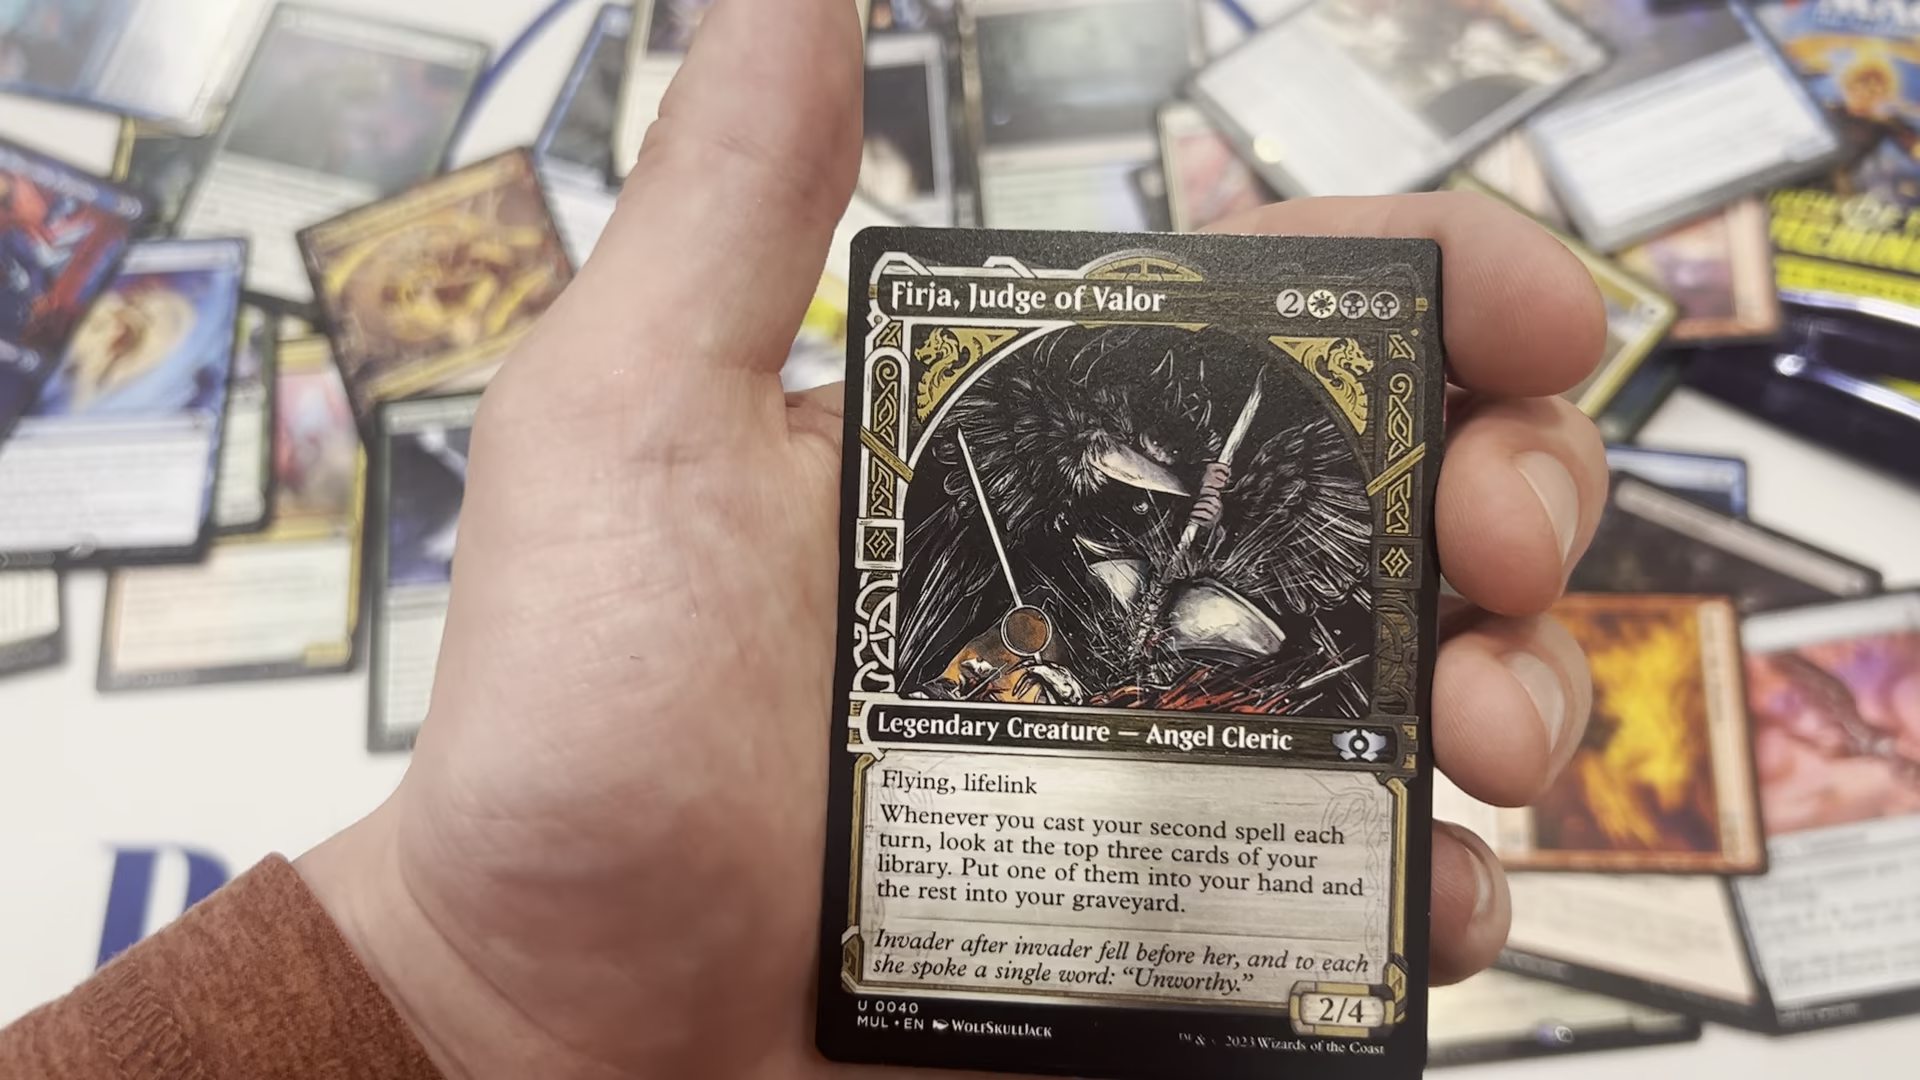 Firja, Judge of Valor 2
Legendary Creature — Angel Cleric
Flying, lifelink
Whenever you cast your second spell each
turn, look at the top three cards of your
library. Put one of them into your hand and
the rest into your graveyard.
Invader after invader fell before her, and to each
she spoke a single word: “Unworthy.”
2/4
U 0040
MUL • EN WOLFSKULLJACK
™ & © 2023 Wizards of the Coast